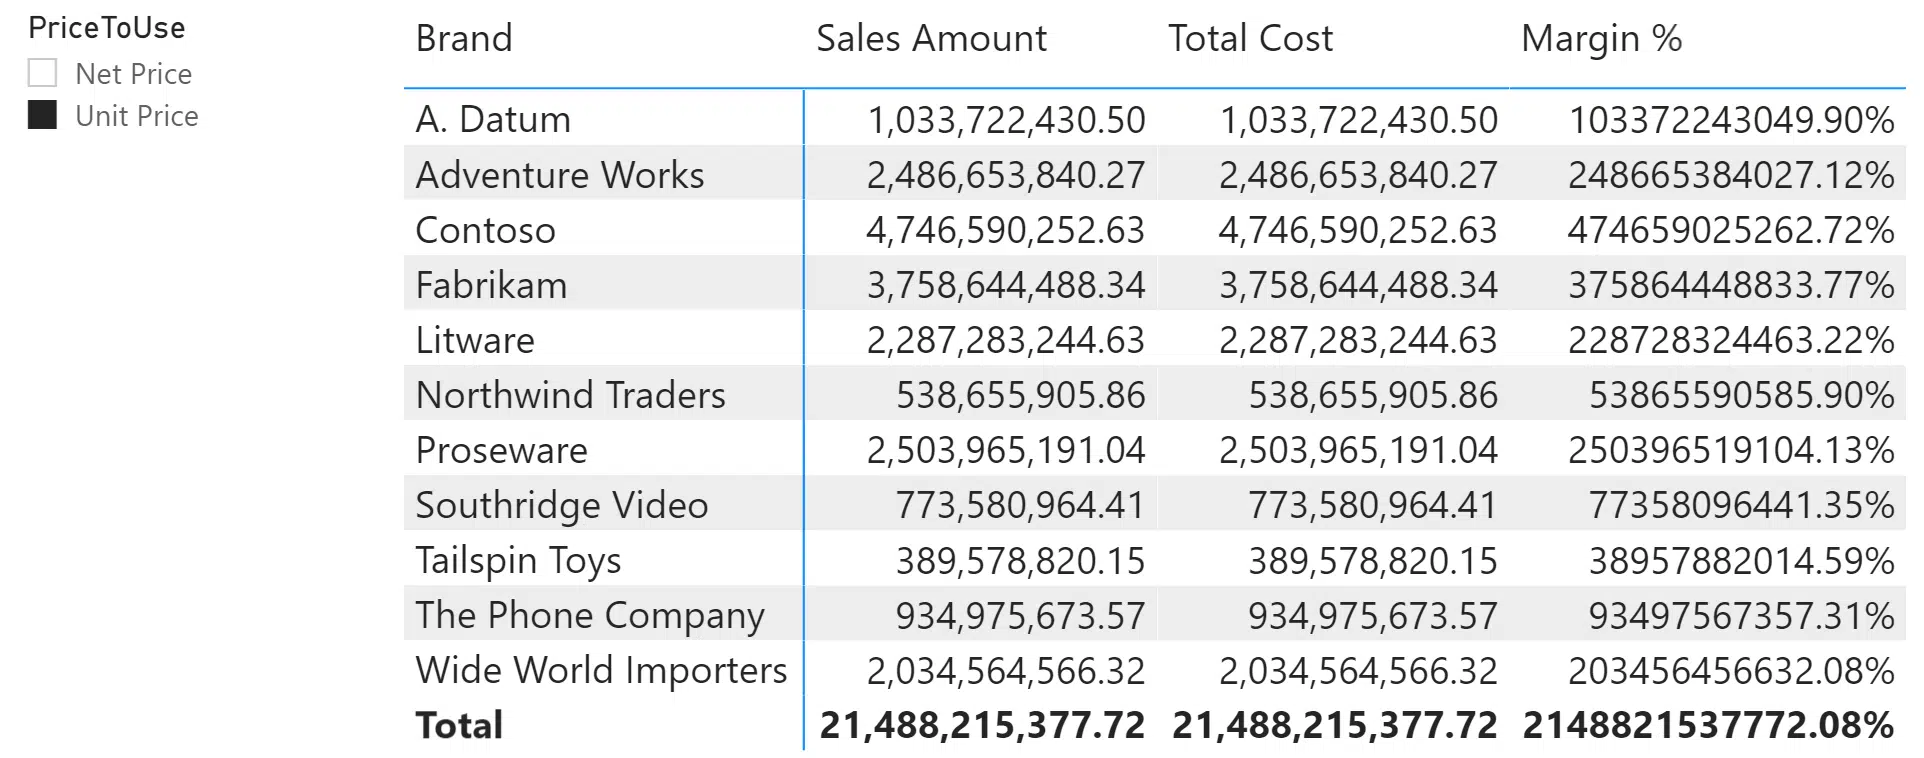 PriceToUse
Net Price
Unit Price
Brand Sales Amount Total Cost Margin %
A. Datum 1,033,722,430.50 1,033,722,430.50 103372243049.90%
Adventure Works 2,486,653,840.27 2,486,653,840.27 248665384027.12%
Contoso 4,746,590,252.63 4,746,590,252.63 474659025262.72%
Fabrikam 3,758,644,488.34 3,758,644,488.34 375864448833.77%
Litware 2,287,283,244.63 2,287,283,244.63 228728324463.22%
Northwind Traders 538,655,905.86 538,655,905.86 53865590585.90%
Proseware 2,503,965,191.04 2,503,965,191.04 250396519104.13%
Southridge Video 773,580,964.41 773,580,964.41 77358096441.35%
Tailspin Toys 389,578,820.15 389,578,820.15 38957882014.59%
The Phone Company 934,975,673.57 934,975,673.57 93497567357.31%
Wide World Importers 2,034,564,566.32 2,034,564,566.32 203456456632.08%
Total 21,488,215,377.72 21,488,215,377.72 2148821537772.08%